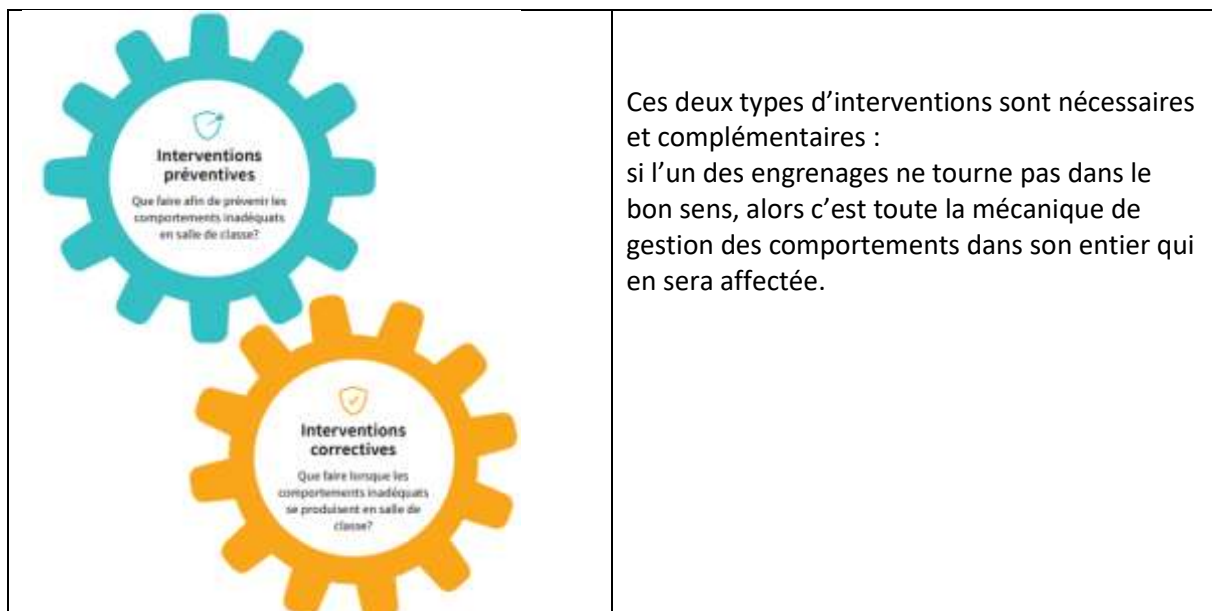 Interventions
préventives
Que faire afin de prévenir les
comportements inadéquats
en salle de classe?
Interventions
correctives
Que faire lorsque les
comportements inadéquats
se produisent en salle de
classe?
Ces deux types d’interventions sont nécessaires
et complémentaires :
si l’un des engrenages ne tourne pas dans le
bon sens, alors c’est toute la mécanique de
gestion des comportements dans son entier qui
en sera affectée.